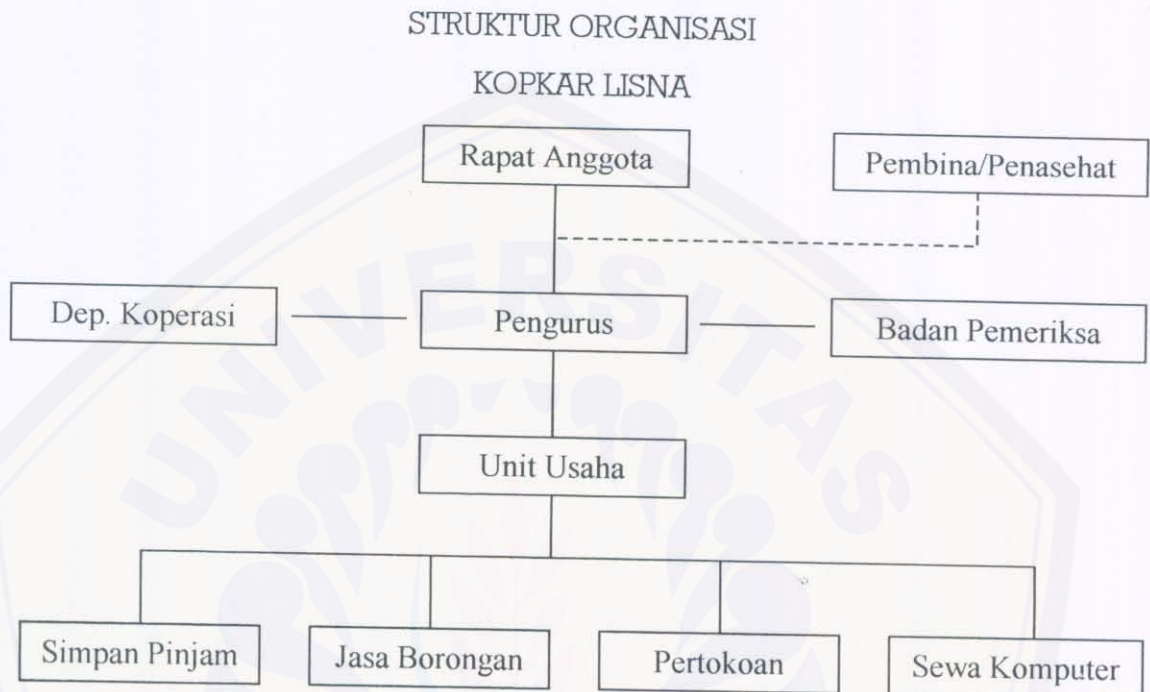 STRUKTUR ORGANISASI
KOPKAR LISNA
Rapat Anggota
Pembina/Penasehat
Dep. Koperasi
Pengurus
Badan Pemeriksa
Unit Usaha
Simpan Pinjam
Jasa Borongan
Pertokoan
Sewa Komputer
UNIVERSITAS